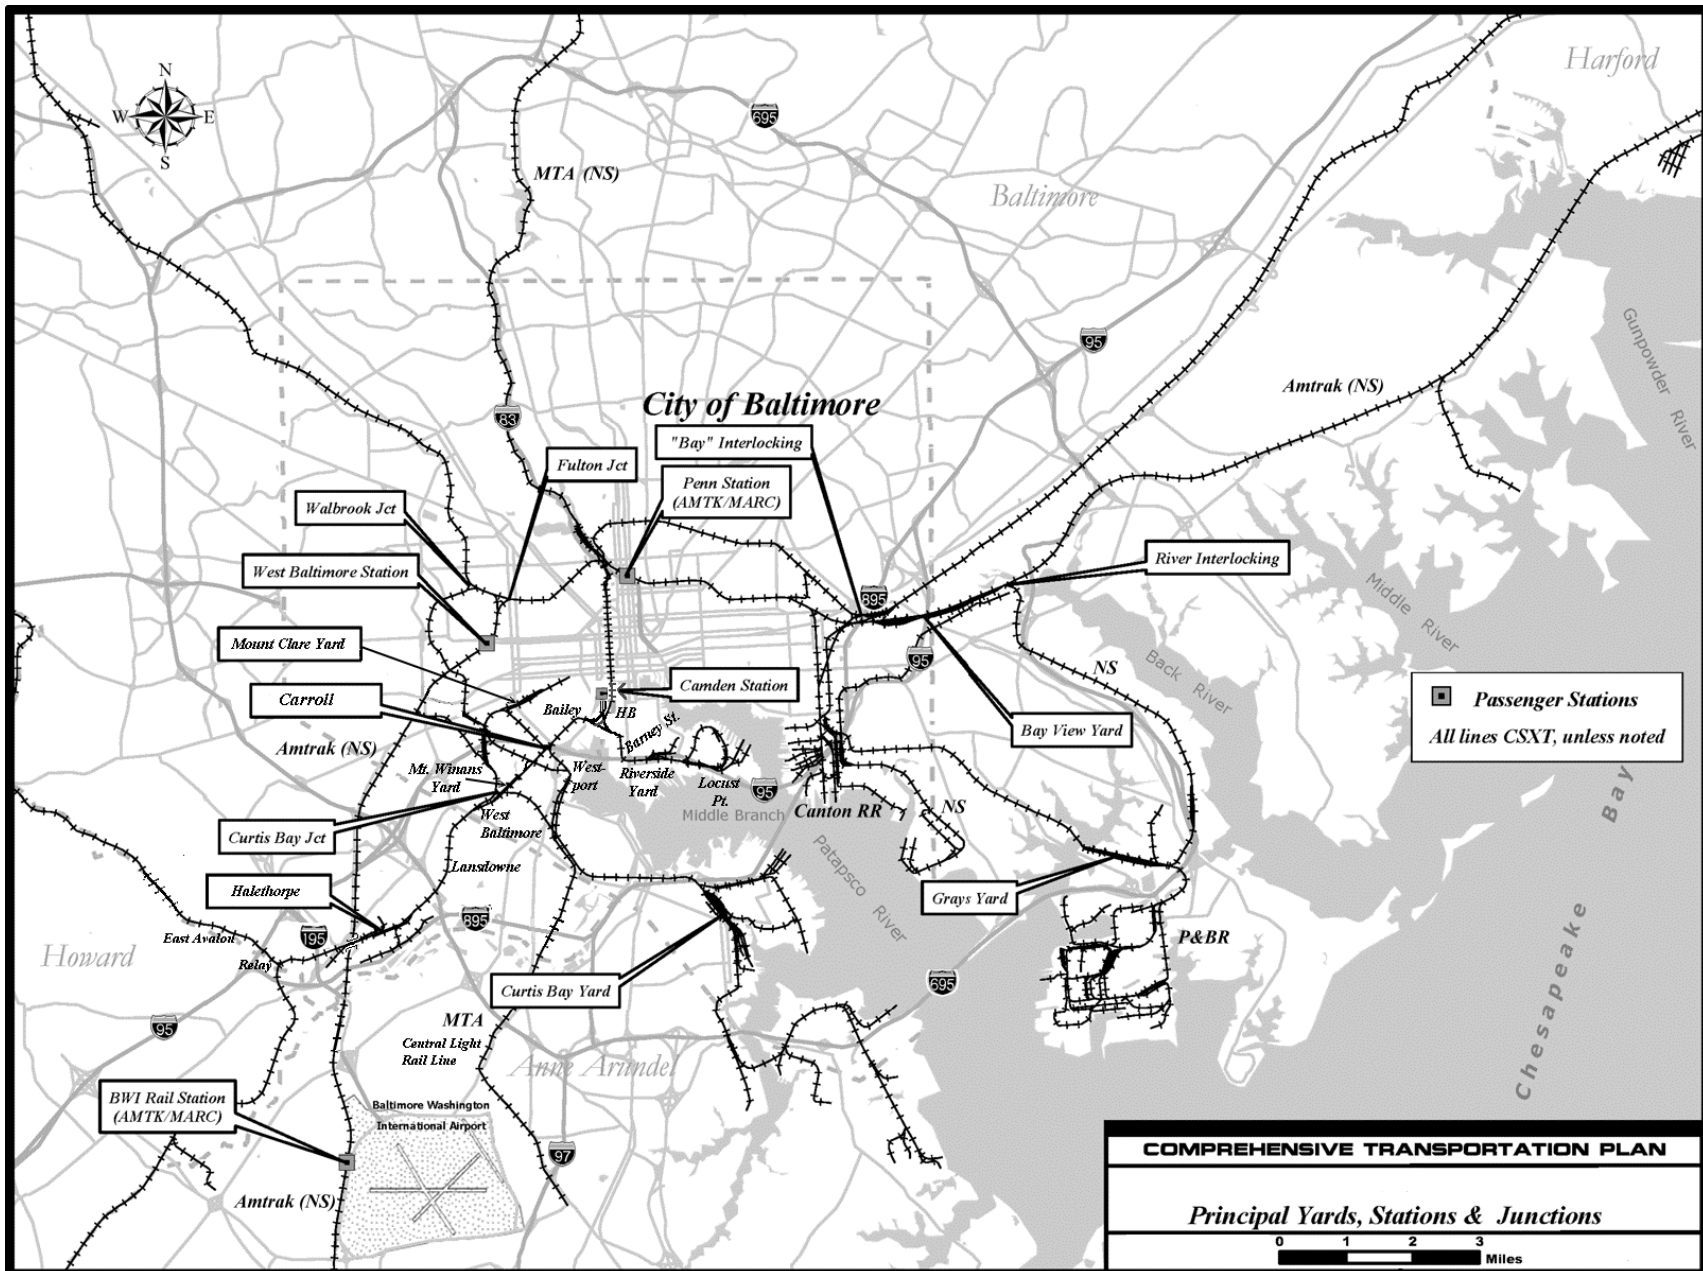 Harford
N
W
E
S
695
MTA (NS)
Baltimore
Gunpowder River
95
Amtrak (NS)
City of Baltimore
83
"Bay" Interlocking
Fulton Jct
Penn Station
(AMTK/MARC)
Walbrook Jct
West Baltimore Station
River Interlocking
895
Middle River
Mount Clare Yard
95
NS
Back River
Camden Station
Carroll
Passenger Stations
All lines CSXT, unless noted
Bailey
HB
Barney St.
Bay View Yard
Amtrak (NS)
Mt. Winans
Yard
West-
port
Riverside
Yard
Locust
Pt.
95
Middle Branch
Canton RR
NS
West
Baltimore
Curtis Bay Jct
Patapsco River
Lansdowne
Halethorpe
Grays Yard
Chesapeake Bay
895
195
East Avalon
Howard
Relay
P&BR
695
Curtis Bay Yard
95
MTA
Central Light
Rail Line
Anne Arundel
BWI Rail Station
(AMTK/MARC)
Baltimore Washington
International Airport
97
Amtrak (NS)
COMPREHENSIVE TRANSPORTATION PLAN
Principal Yards, Stations & Junctions
0 1 2 3
Miles